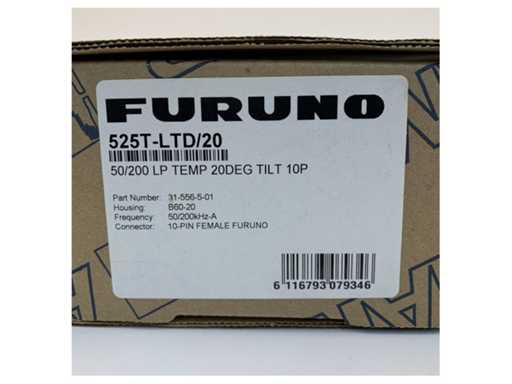 FURUNO
525T-LTD/20
50/200 LP TEMP 20DEG TILT 10P
Part Number: 31-556-5-01
Housing: B60-20
Frequency: 50/200kHz-A
Connector: 10-PIN FEMALE FURUNO
6 116793 079346